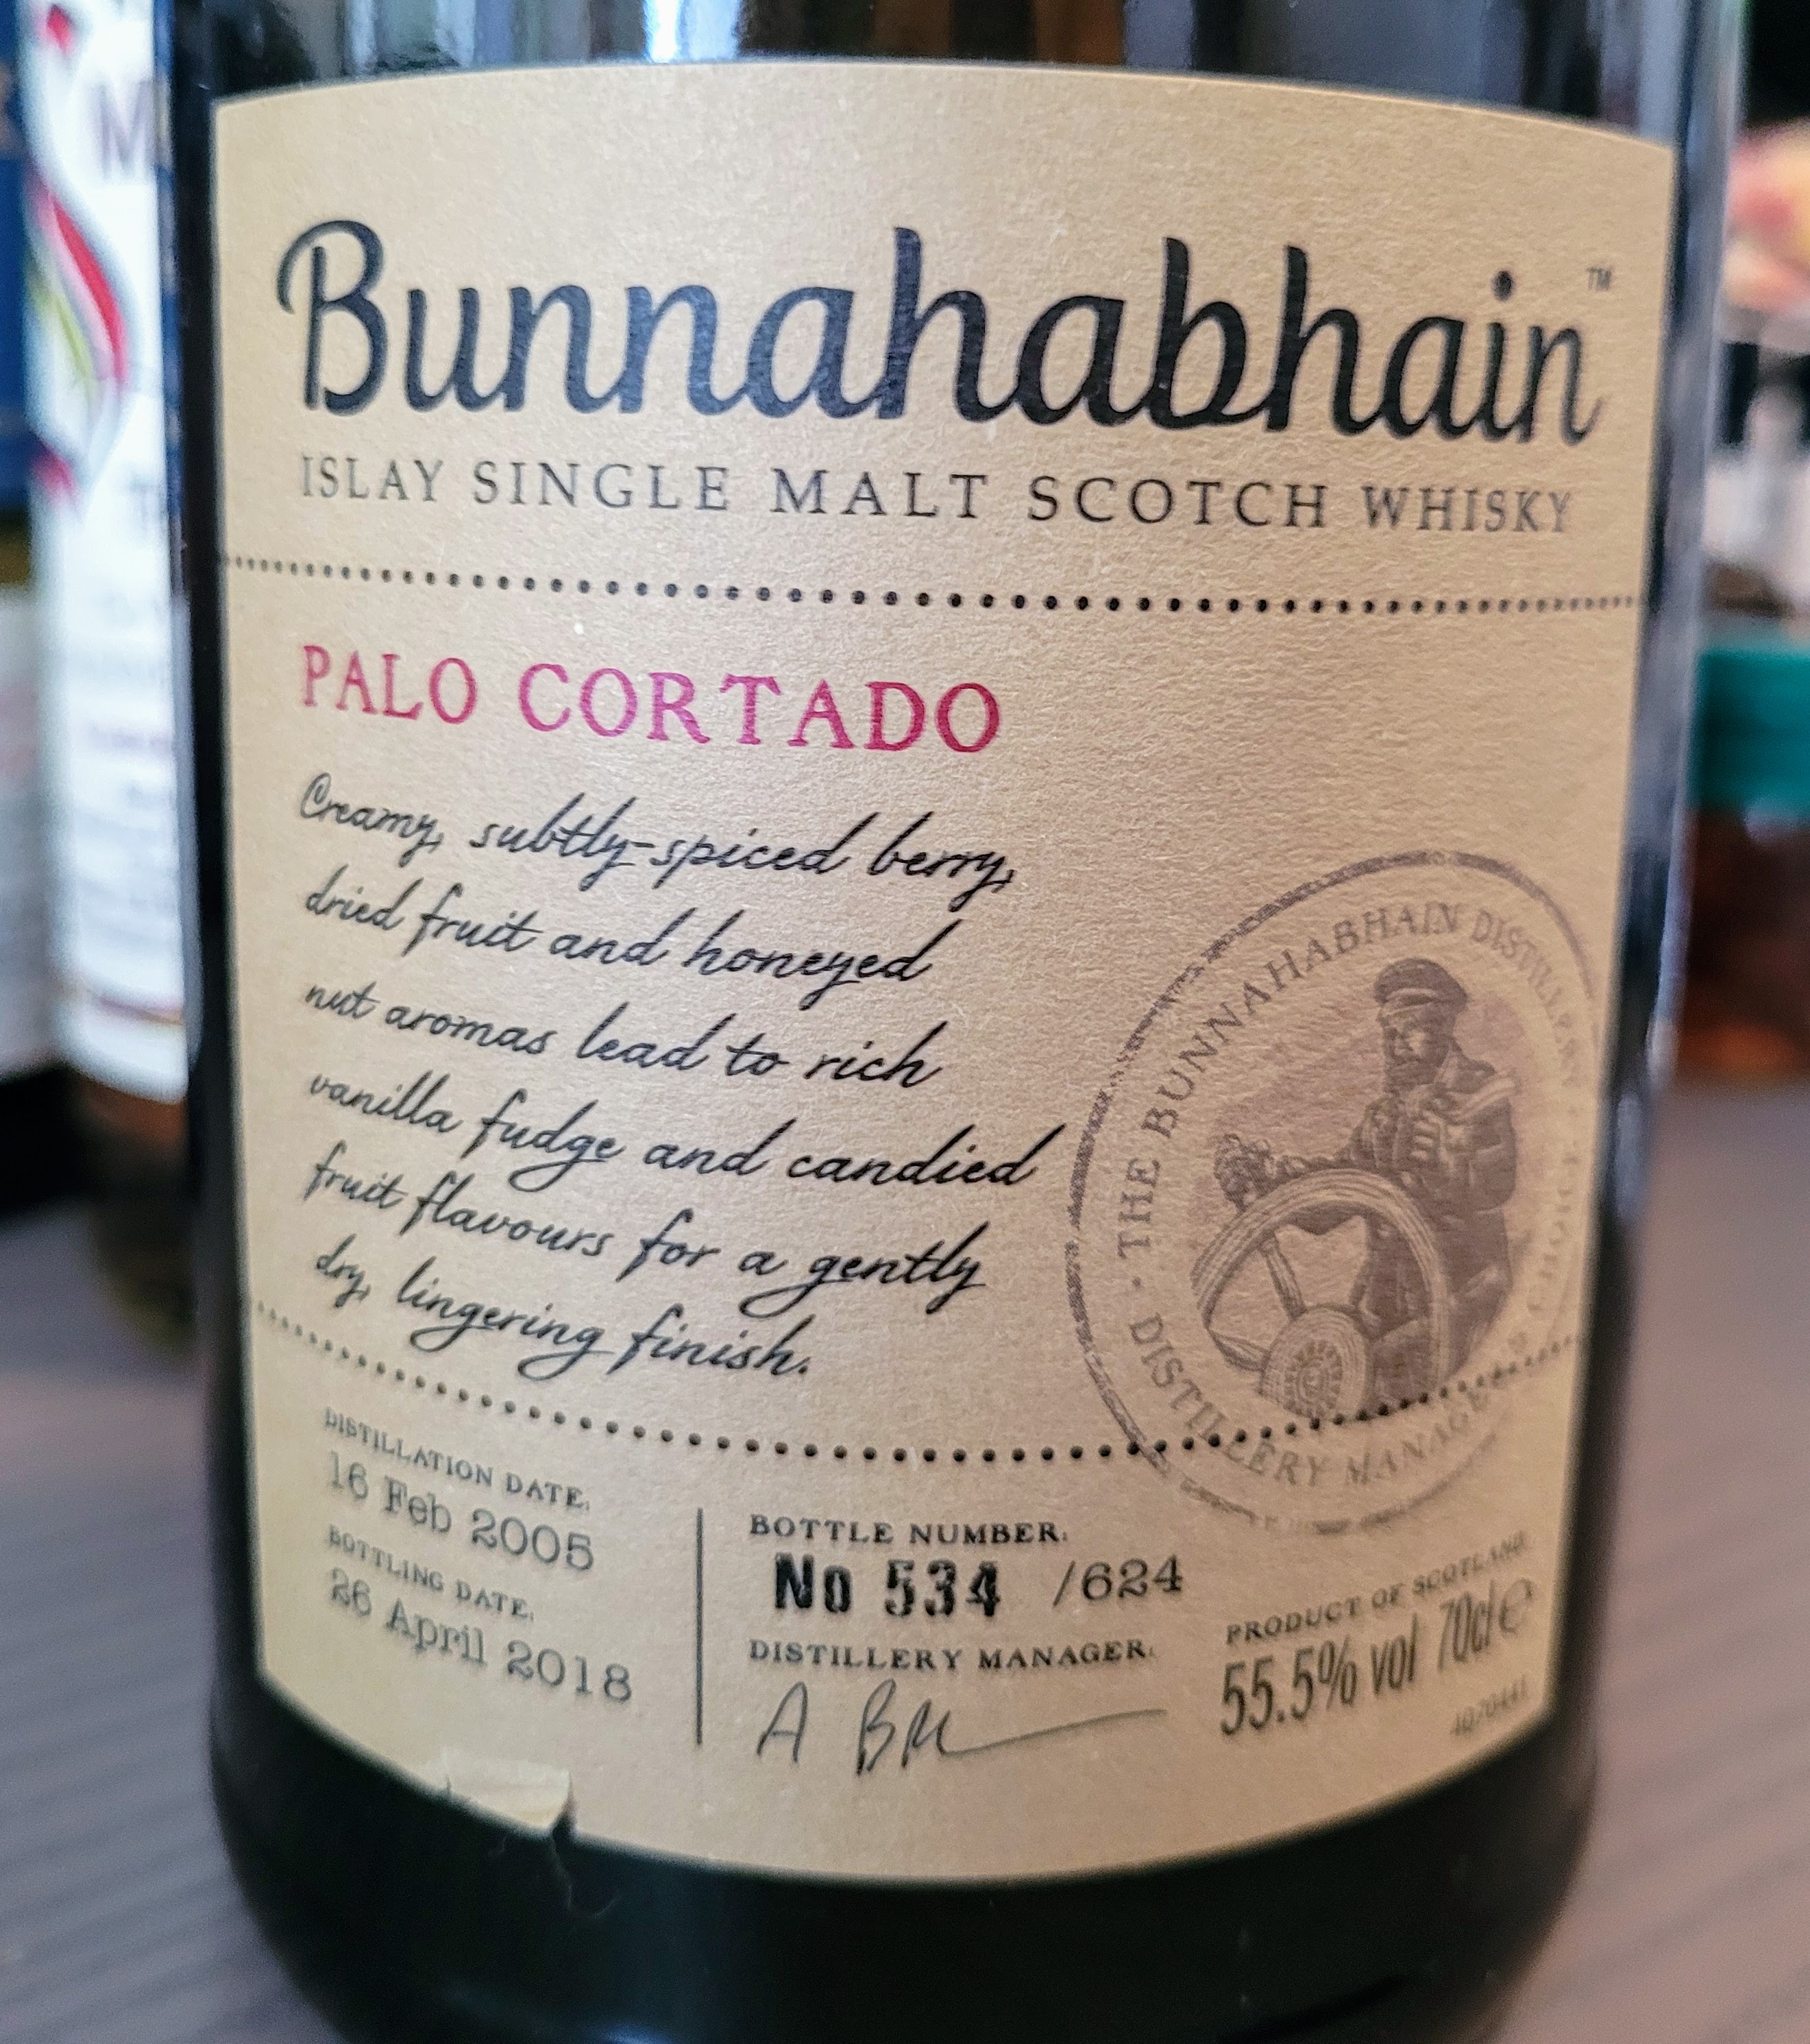 Bunnahabhain™
ISLAY SINGLE MALT SCOTCH WHISKY
PALO CORTADO
Creamy, subtly-spiced berry,
dried fruit and honeyed
nut aromas lead to rich
vanilla fudge and candied
fruit flavours for a gently
dry, lingering finish.
THE BUNNAHABHAIN DISTILLERY
DISTILLERY MANAGER'S CHOICE
DISTILLATION DATE:
16 Feb 2005
BOTTLING DATE:
26 April 2018
BOTTLE NUMBER:
No 534 /624
DISTILLERY MANAGER:
PRODUCT OF SCOTLAND
55.5% vol 70cl e